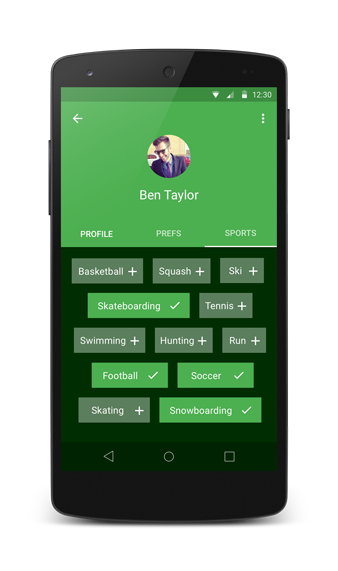 12:30
Ben Taylor
PROFILE PREFS SPORTS
Basketball + Squash + Ski +
Skateboarding ✓ Tennis +
Swimming + Hunting + Run +
Football ✓ Soccer ✓
Skating + Snowboarding ✓